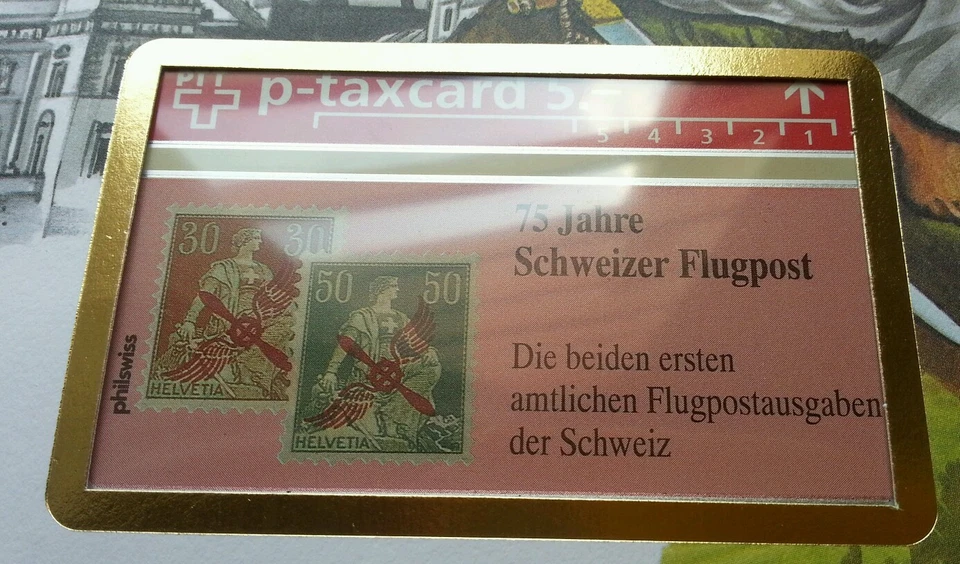 PTT
p-taxcard 5.–
5 4 3 2 1
75 Jahre
Schweizer Flugpost
30 30
50 50
HELVETIA
HELVETIA
philswiss
Die beiden ersten
amtlichen Flugpostausgaben
der Schweiz